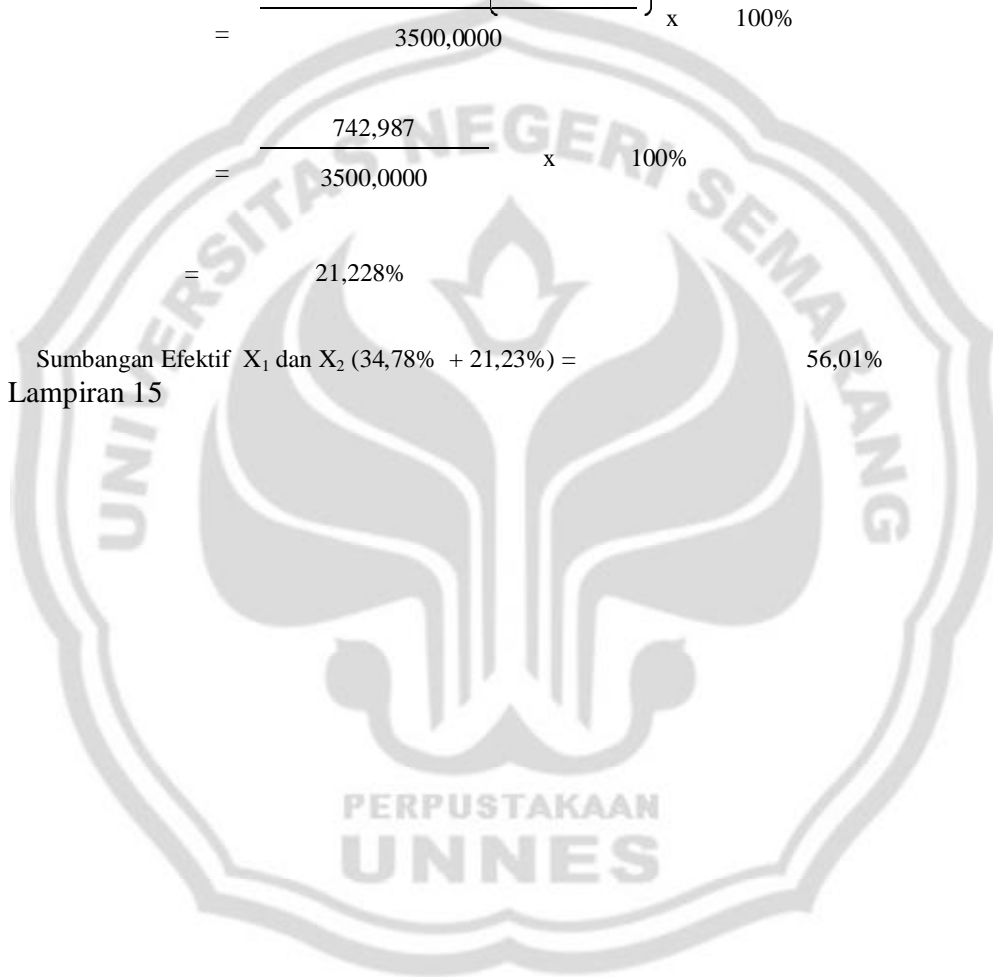 = 3500,0000 x 100%
742,987
= 3500,0000 x 100%
= 21,228%
Sumbangan Efektif X₁ dan X₂ (34,78% + 21,23%) = 56,01%
Lampiran 15
UNIVERSITAS NEGERI SEMARANG
PERPUSTAKAAN
UNNES